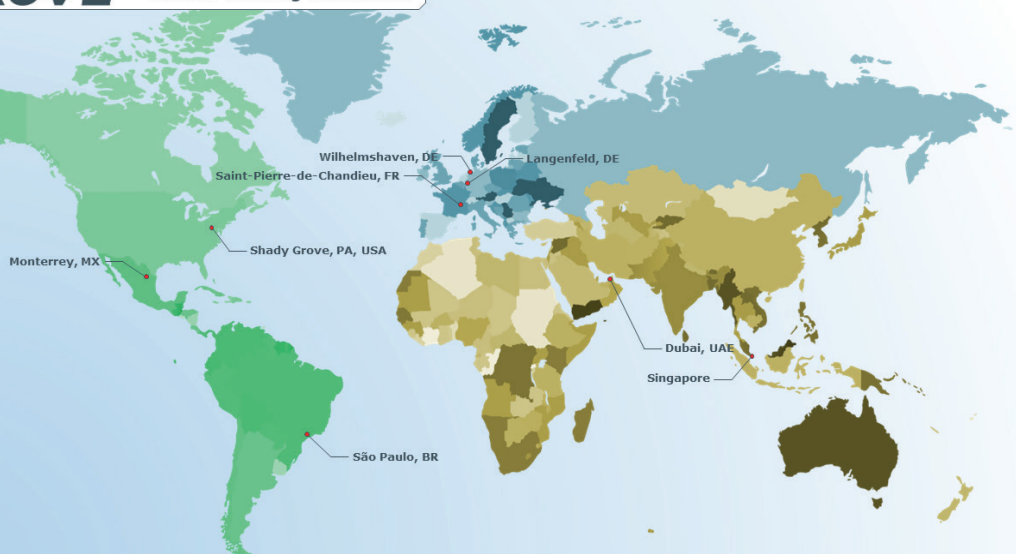 Wilhelmshaven, DE
Langenfeld, DE
Saint-Pierre-de-Chandieu, FR
Shady Grove, PA, USA
Monterrey, MX
Dubai, UAE
Singapore
São Paulo, BR